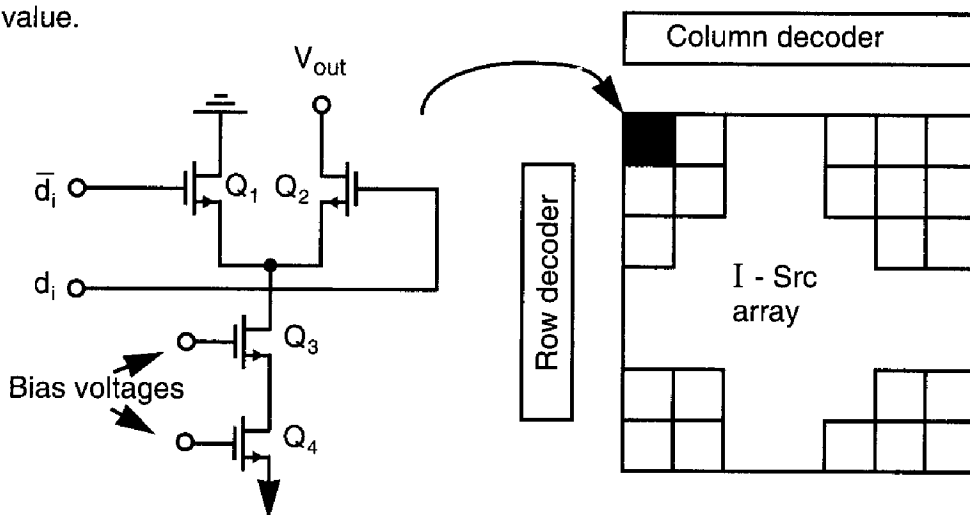 value.
Column decoder
V_out
d̅_i
Q_1
Q_2
d_i
Row decoder
I - Src
array
Q_3
Bias voltages
Q_4